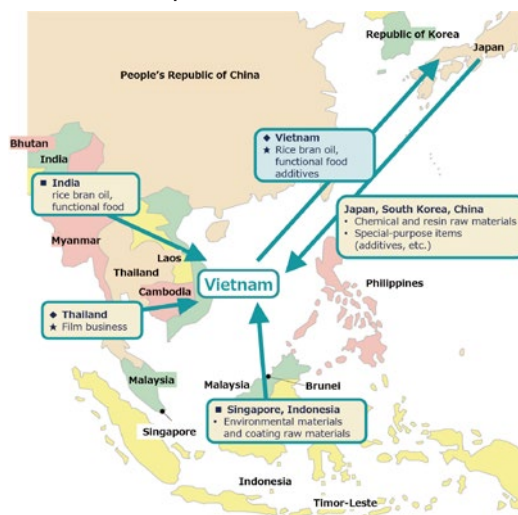 Republic of Korea
Japan
People's Republic of China
Bhutan
India
◆ Vietnam
★ Rice bran oil,
functional food
additives
■ India
rice bran oil,
functional food
Japan, South Korea, China
• Chemical and resin raw materials
• Special-purpose items
(additives, etc.)
Myanmar
Laos
Thailand
Vietnam
Cambodia
Philippines
◆ Thailand
★ Film business
Malaysia
Malaysia
Brunei
Singapore
■ Singapore, Indonesia
• Environmental materials
and coating raw materials
Indonesia
Timor-Leste